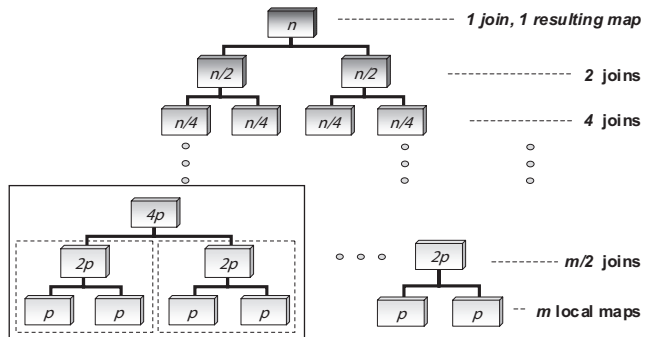 n 1 join, 1 resulting map
n/2 n/2 2 joins
n/4 n/4 n/4 n/4 4 joins
4p
2p 2p 2p m/2 joins
p p p p p p m local maps